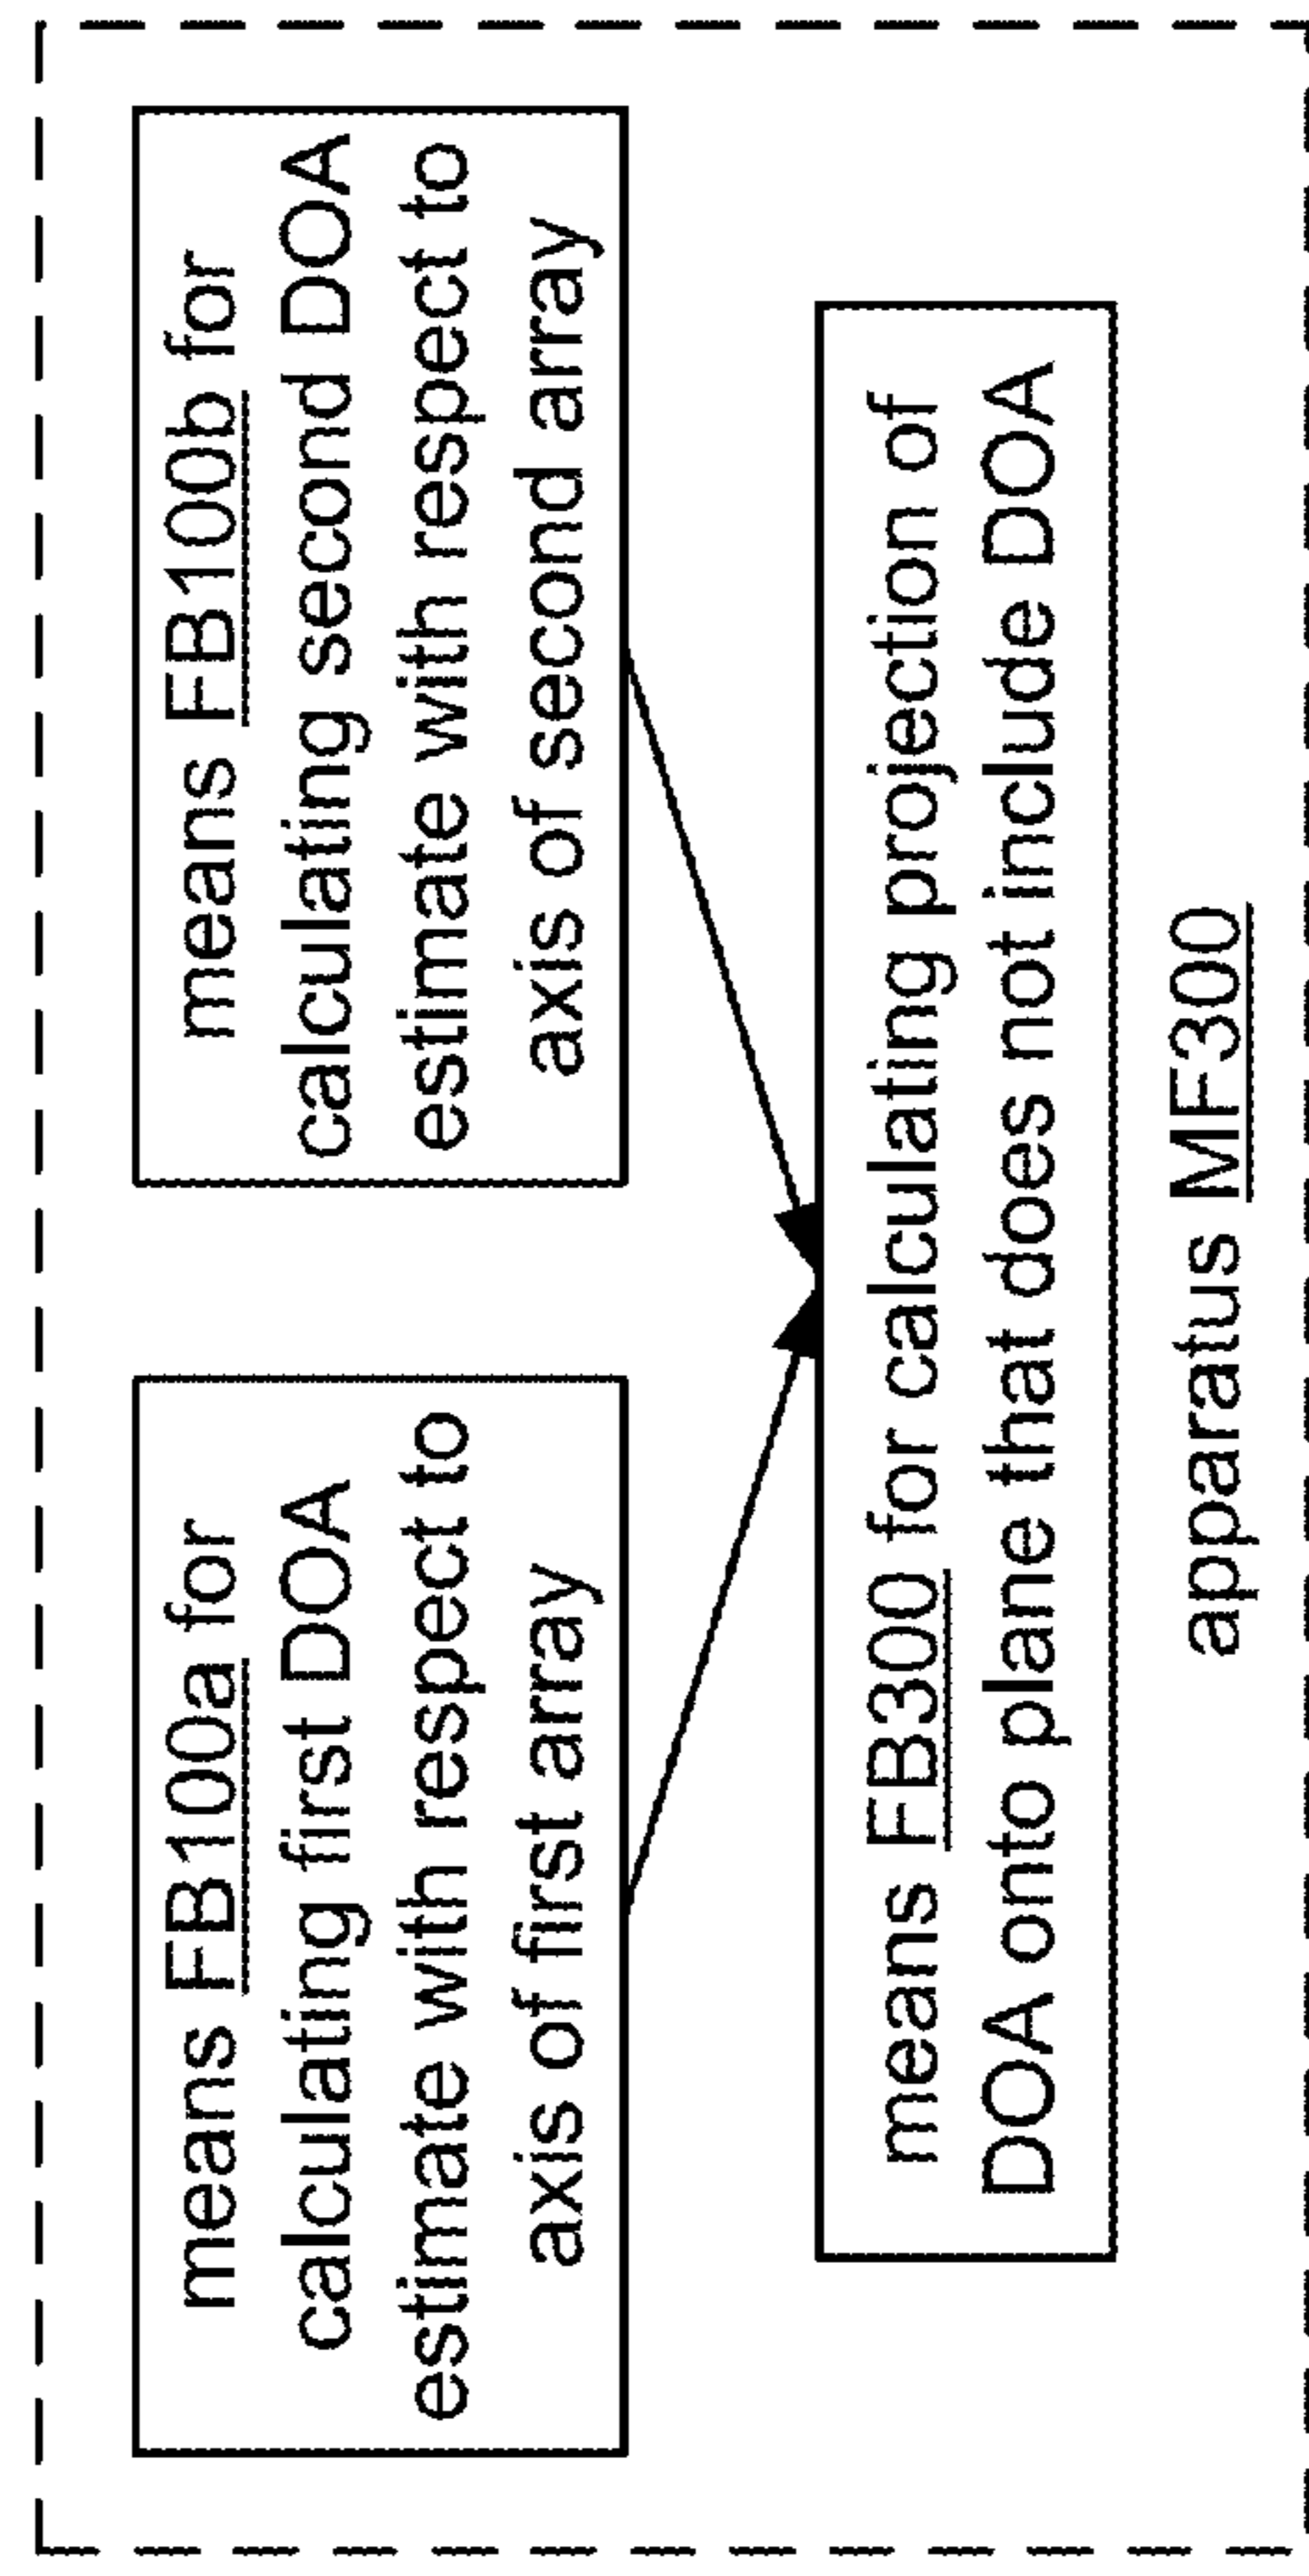 means FB100a for
calculating first DOA
estimate with respect to
axis of first array
means FB100b for
calculating second DOA
estimate with respect to
axis of second array
means FB300 for calculating projection of
DOA onto plane that does not include DOA
apparatus MF300